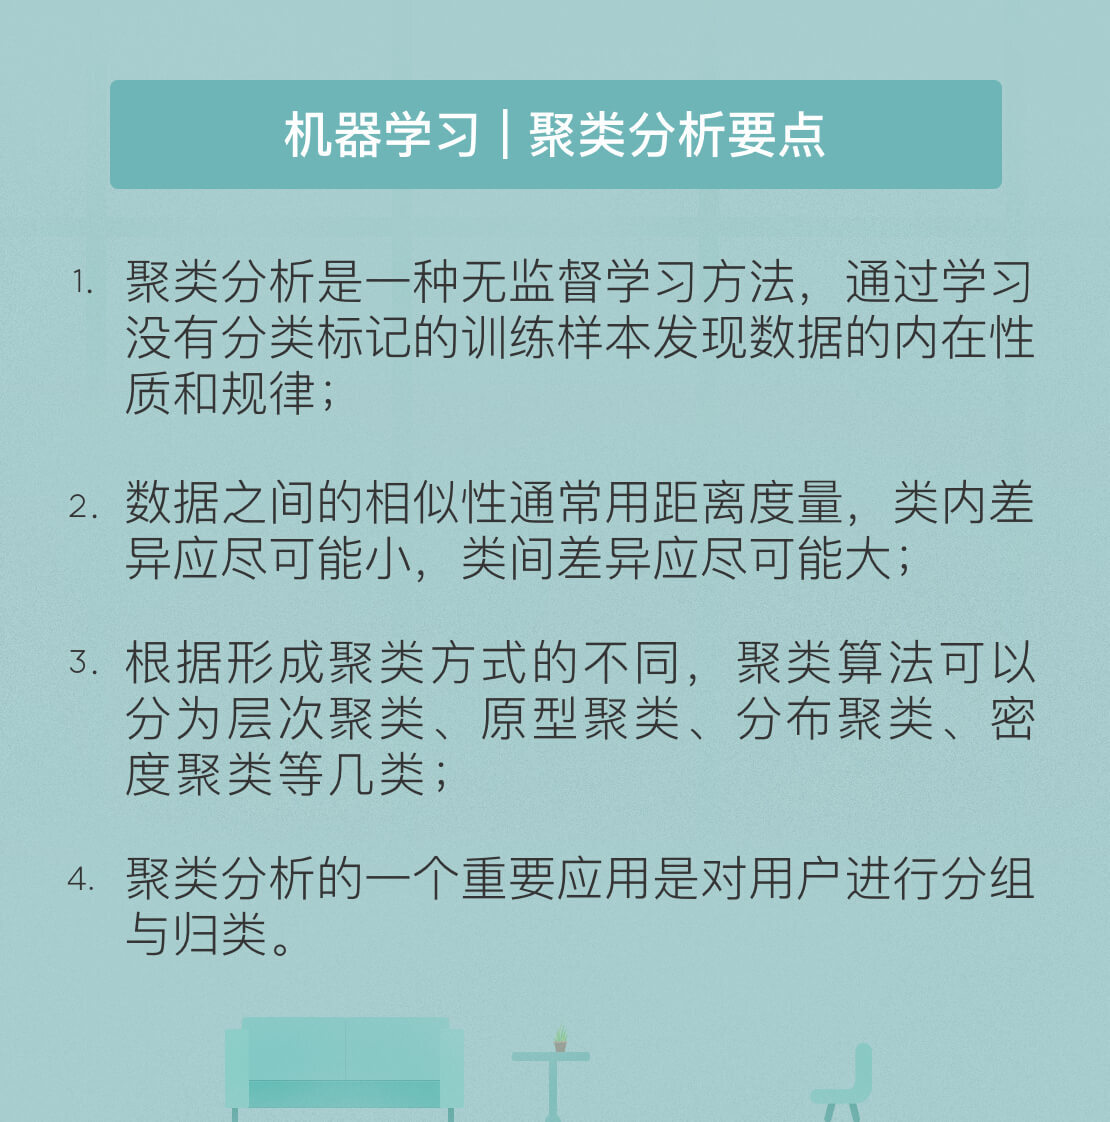 机器学习 | 聚类分析要点
1. 聚类分析是一种无监督学习方法，通过学习
没有分类标记的训练样本发现数据的内在性
质和规律；
2. 数据之间的相似性通常用距离度量，类内差
异应尽可能小，类间差异应尽可能大；
3. 根据形成聚类方式的不同，聚类算法可以
分为层次聚类、原型聚类、分布聚类、密
度聚类等几类；
4. 聚类分析的一个重要应用是对用户进行分组
与归类。